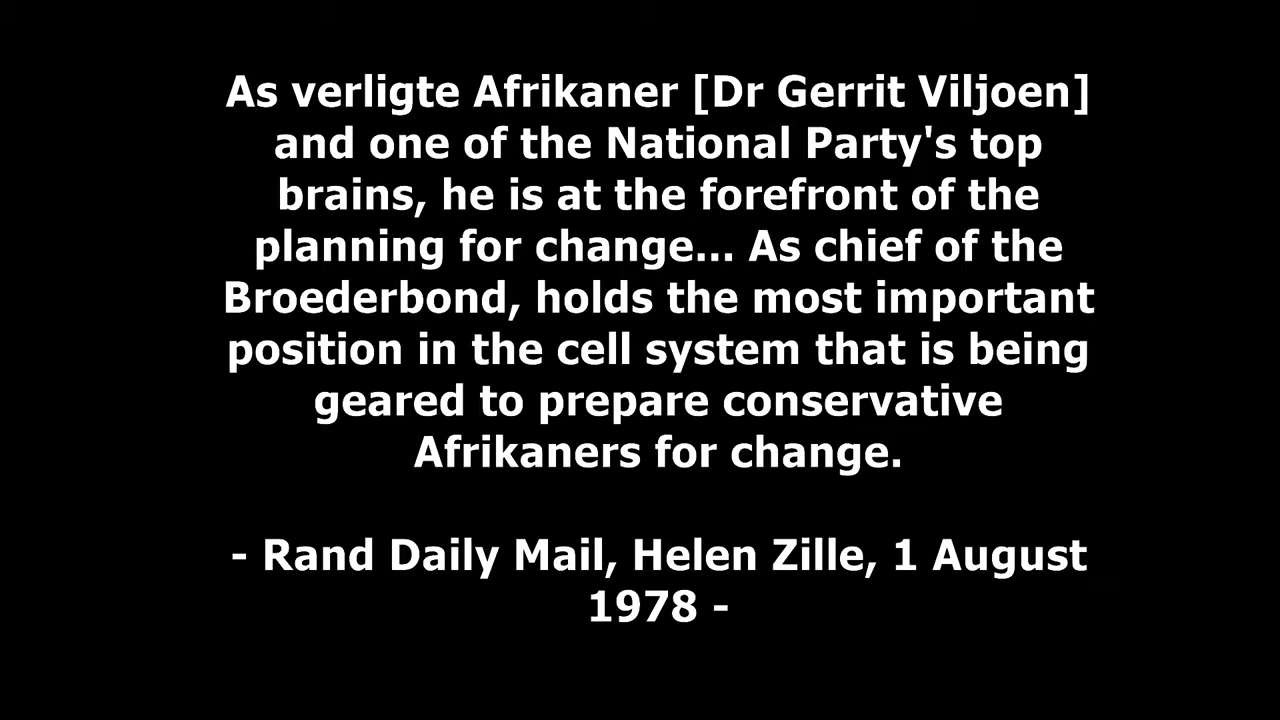 As verligte Afrikaner [Dr Gerrit Viljoen]
and one of the National Party's top
brains, he is at the forefront of the
planning for change... As chief of the
Broederbond, holds the most important
position in the cell system that is being
geared to prepare conservative
Afrikaners for change.
- Rand Daily Mail, Helen Zille, 1 August
1978 -